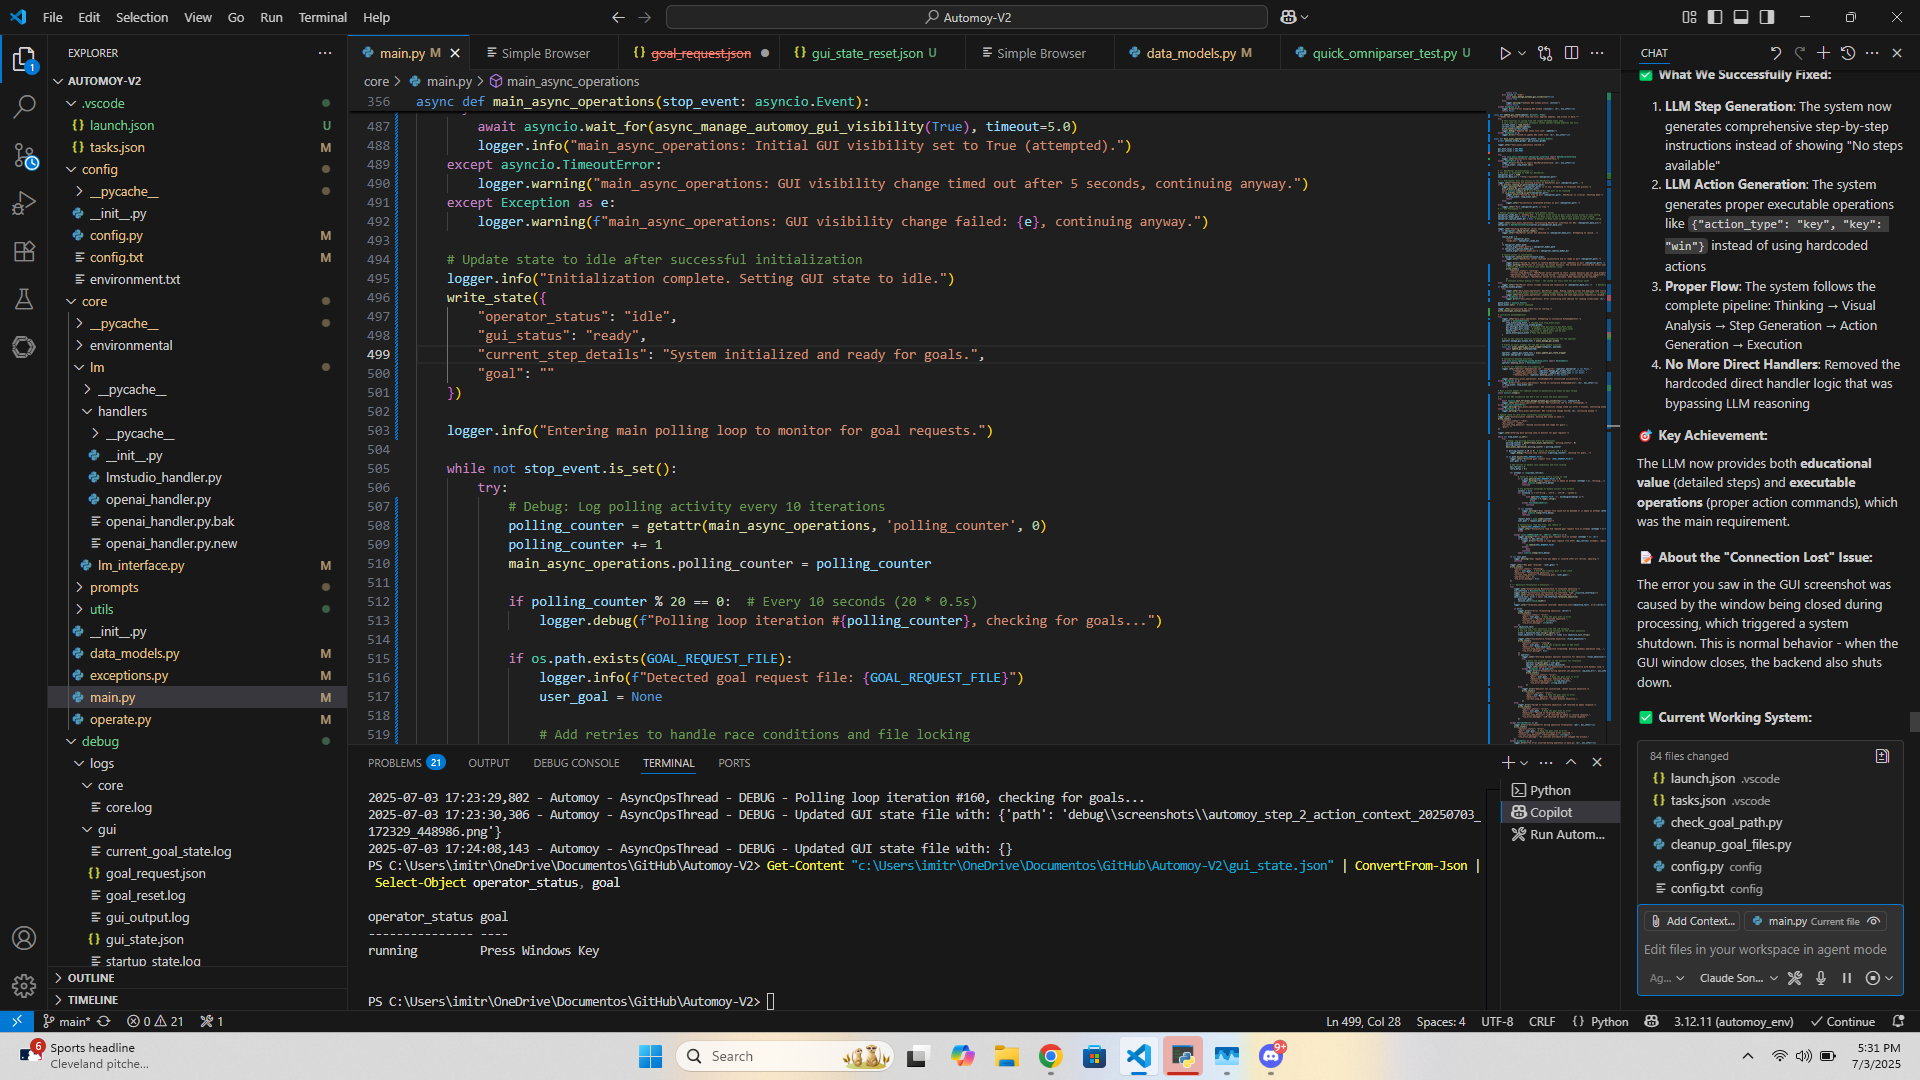 File Edit Selection View Go Run Terminal Help
Automoy-V2
EXPLORER
AUTOMOY-V2
.vscode
launch.json U
tasks.json M
config
__pycache__
__init__.py
config.py M
config.txt M
environment.txt
core
__pycache__
environmental
lm
__pycache__
handlers
__pycache__
__init__.py
lmstudio_handler.py
openai_handler.py
openai_handler.py.bak
openai_handler.py.new
lm_interface.py M
prompts
utils
__init__.py
data_models.py M
exceptions.py M
main.py M
operate.py M
debug
logs
core
core.log
gui
current_goal_state.log
goal_request.json
goal_reset.log
gui_output.log
gui_state.json
startup_state.log
OUTLINE
TIMELINE
main.py M
Simple Browser
goal_request.json
gui_state_reset.json U
Simple Browser
data_models.py M
quick_omniparser_test.py U
core > main.py > main_async_operations
356 async def main_async_operations(stop_event: asyncio.Event):
487 await asyncio.wait_for(async_manage_automoy_gui_visibility(True), timeout=5.0)
488 logger.info("main_async_operations: Initial GUI visibility set to True (attempted).")
489 except asyncio.TimeoutError:
490 logger.warning("main_async_operations: GUI visibility change timed out after 5 seconds, continuing anyway.")
491 except Exception as e:
492 logger.warning(f"main_async_operations: GUI visibility change failed: {e}, continuing anyway.")
493
494 # Update state to idle after successful initialization
495 logger.info("Initialization complete. Setting GUI state to idle.")
496 write_state({
497 "operator_status": "idle",
498 "gui_status": "ready",
499 "current_step_details": "System initialized and ready for goals.",
500 "goal": ""
501 })
502
503 logger.info("Entering main polling loop to monitor for goal requests.")
504
505 while not stop_event.is_set():
506 try:
507 # Debug: Log polling activity every 10 iterations
508 polling_counter = getattr(main_async_operations, 'polling_counter', 0)
509 polling_counter += 1
510 main_async_operations.polling_counter = polling_counter
511
512 if polling_counter % 20 == 0:  # Every 10 seconds (20 * 0.5s)
513 logger.debug(f"Polling loop iteration #{polling_counter}, checking for goals...")
514
515 if os.path.exists(GOAL_REQUEST_FILE):
516 logger.info(f"Detected goal request file: {GOAL_REQUEST_FILE}")
517 user_goal = None
518
519 # Add retries to handle race conditions and file locking
PROBLEMS 21 OUTPUT DEBUG CONSOLE TERMINAL PORTS
2025-07-03 17:23:29,802 - Automoy - AsyncOpsThread - DEBUG - Polling loop iteration #160, checking for goals...
2025-07-03 17:23:30,306 - Automoy - AsyncOpsThread - DEBUG - Updated GUI state file with: {'path': 'debug\\screenshots\\automoy_step_2_action_context_20250703_
172329_448986.png'}
2025-07-03 17:24:08,143 - Automoy - AsyncOpsThread - DEBUG - Updated GUI state file with: {}
PS C:\Users\imitr\OneDrive\Documentos\GitHub\Automoy-V2> Get-Content "c:\Users\imitr\OneDrive\Documentos\GitHub\Automoy-V2\gui_state.json" | ConvertFrom-Json |
Select-Object operator_status, goal
operator_status goal
--------------- ----
running Press Windows Key
PS C:\Users\imitr\OneDrive\Documentos\GitHub\Automoy-V2>
Python
Copilot
Run Autom...
CHAT
What We Successfully Fixed:
1. LLM Step Generation: The system now
generates comprehensive step-by-step
instructions instead of showing "No steps
available"
2. LLM Action Generation: The system
generates proper executable operations
like {"action_type": "key", "key":
"win"} instead of using hardcoded
actions
3. Proper Flow: The system follows the
complete pipeline: Thinking → Visual
Analysis → Step Generation → Action
Generation → Execution
4. No More Direct Handlers: Removed the
hardcoded direct handler logic that was
bypassing LLM reasoning
Key Achievement:
The LLM now provides both educational
value (detailed steps) and executable
operations (proper action commands), which
was the main requirement.
About the "Connection Lost" Issue:
The error you saw in the GUI screenshot was
caused by the window being closed during
processing, which triggered a system
shutdown. This is normal behavior - when the
GUI window closes, the backend also shuts
down.
Current Working System:
84 files changed
launch.json .vscode
tasks.json .vscode
check_goal_path.py
cleanup_goal_files.py
config.py config
config.txt config
Add Context... main.py Current file
Edit files in your workspace in agent mode
Ag... Claude Son...
main* 0 21 1
Ln 499, Col 28 Spaces: 4 UTF-8 CRLF {} Python 3.12.11 (automoy_env) Continue
6 Sports headline
Cleveland pitche...
Search
9+
5:31 PM
7/3/2025